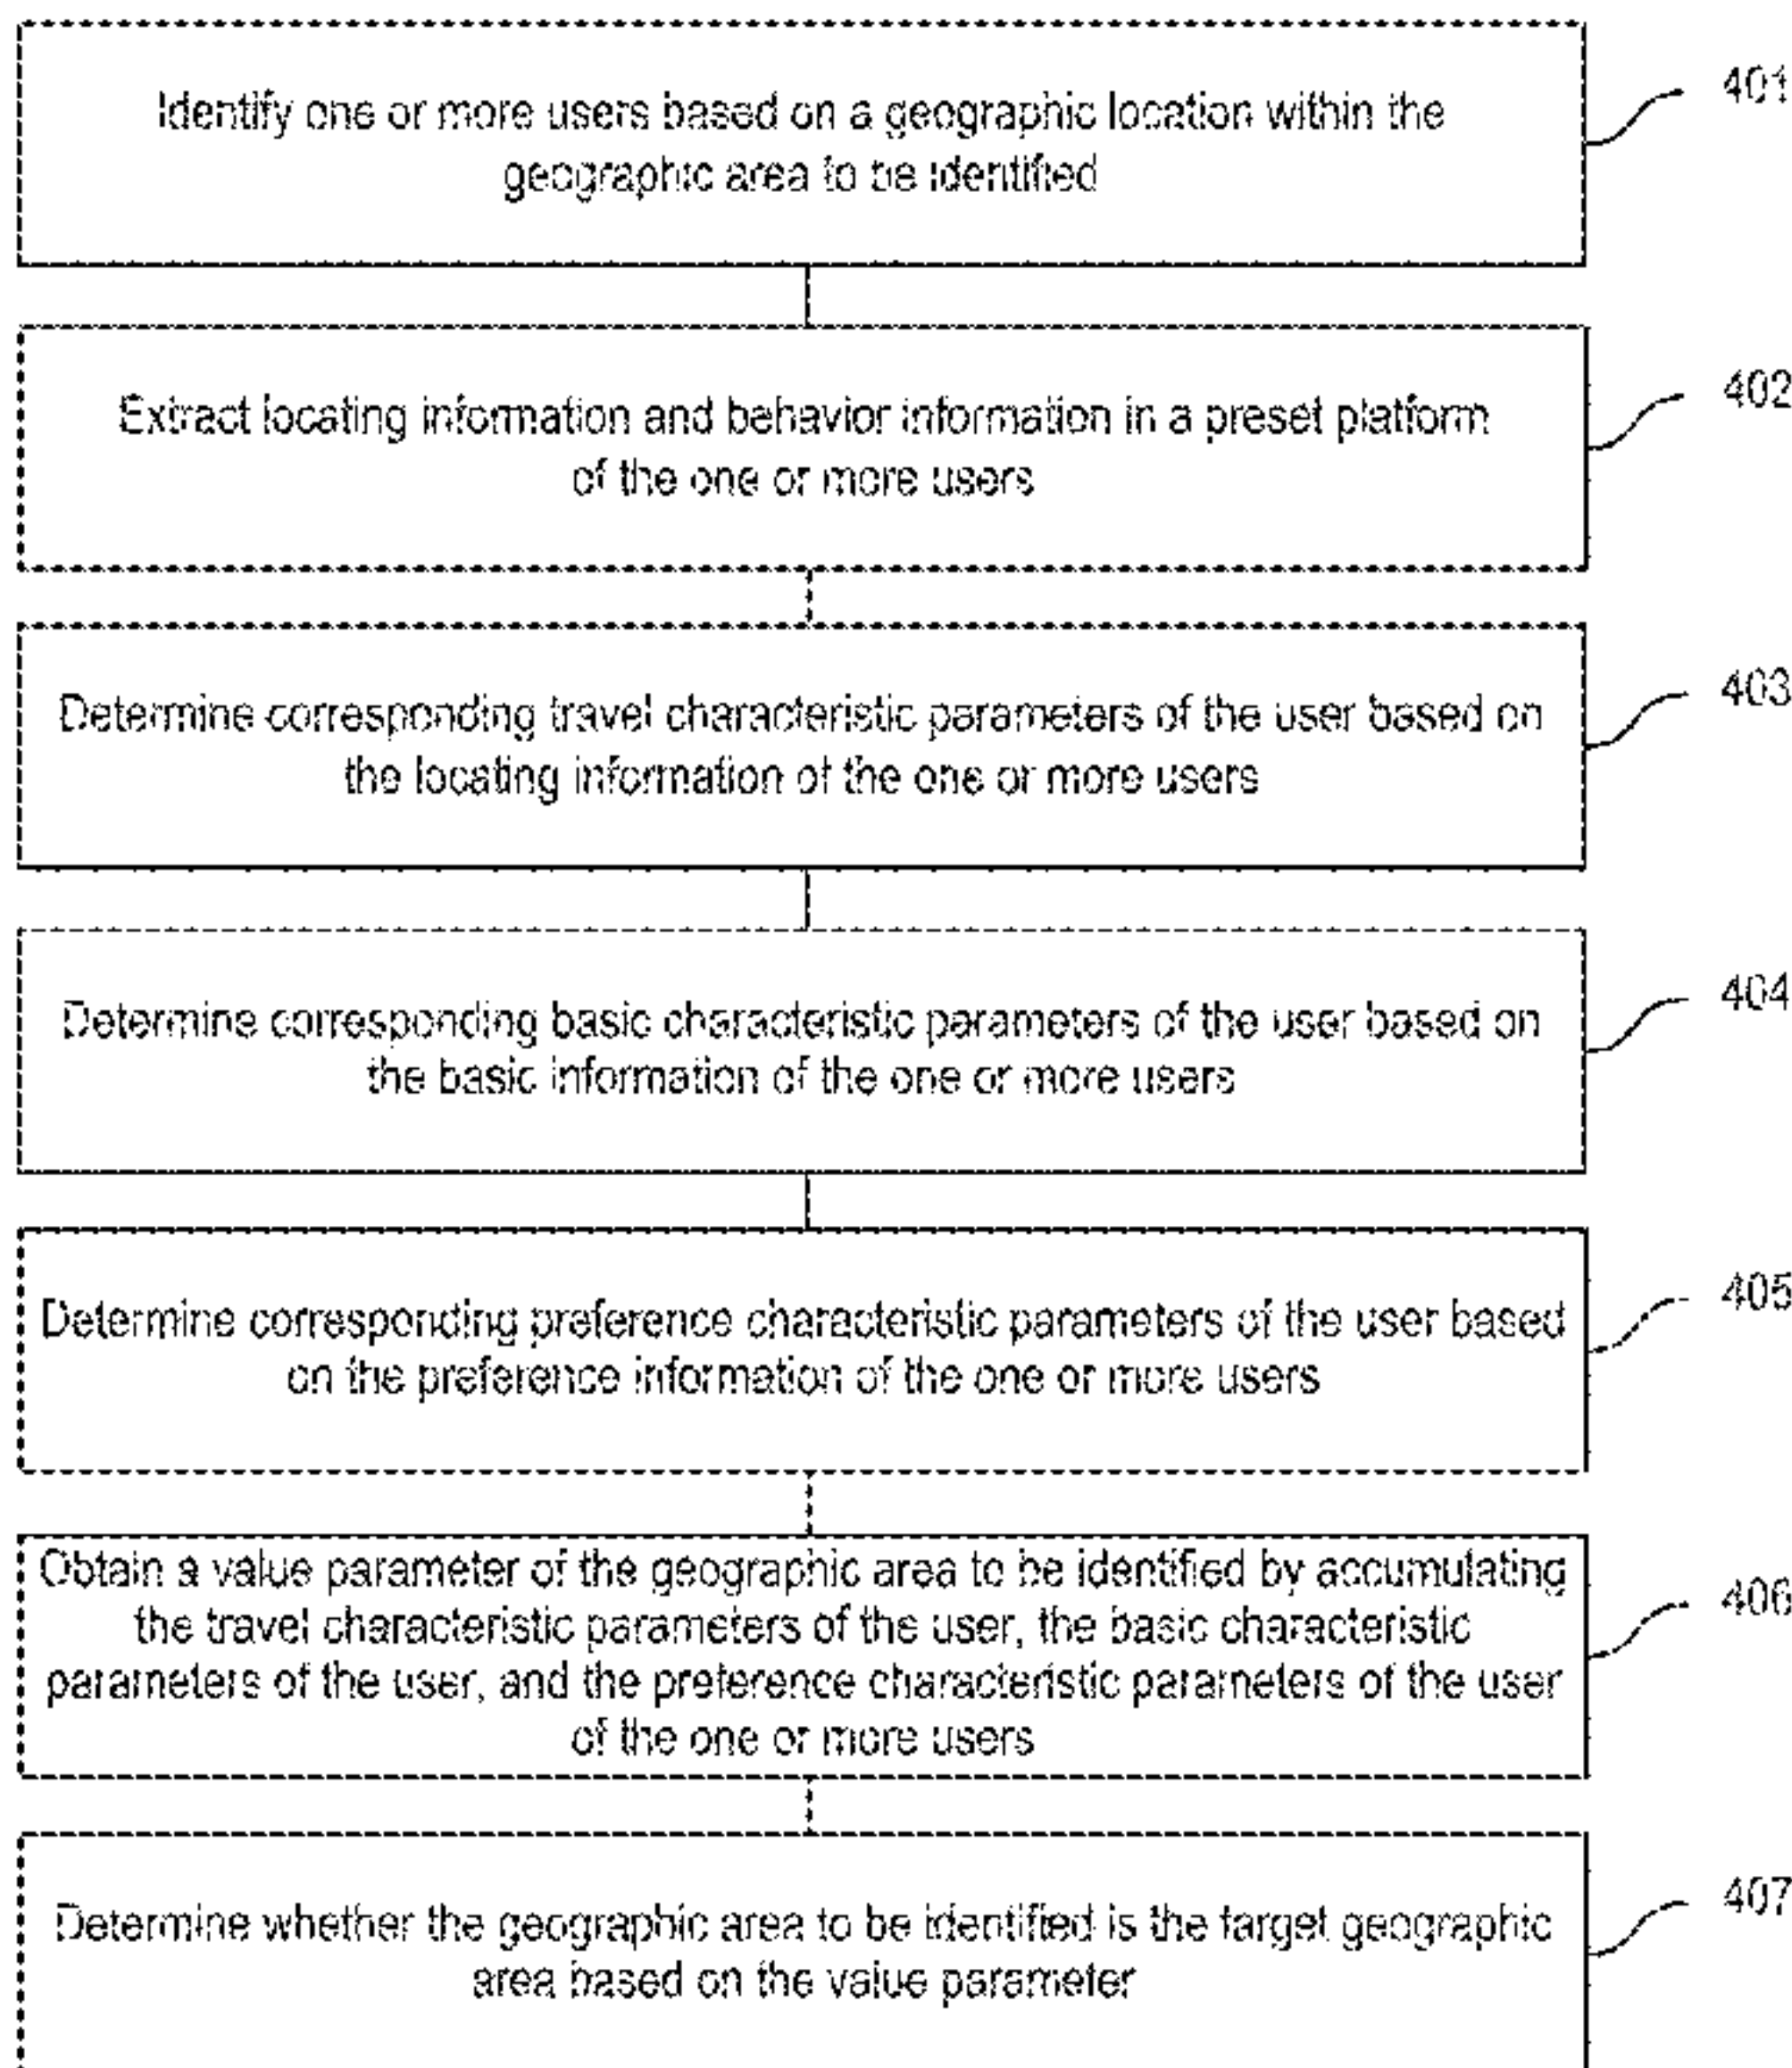 Identify one or more users based on a geographic location within the
geographic area to be identified
401
Extract locating information and behavior information in a preset platform
of the one or more users
402
Determine corresponding travel characteristic parameters of the user based on
the locating information of the one or more users
403
Determine corresponding basic characteristic parameters of the user based on
the basic information of the one or more users
404
Determine corresponding preference characteristic parameters of the user based
on the preference information of the one or more users
405
Obtain a value parameter of the geographic area to be identified by accumulating
the travel characteristic parameters of the user, the basic characteristic
parameters of the user, and the preference characteristic parameters of the user
of the one or more users
406
Determine whether the geographic area to be identified is the target geographic
area based on the value parameter
407